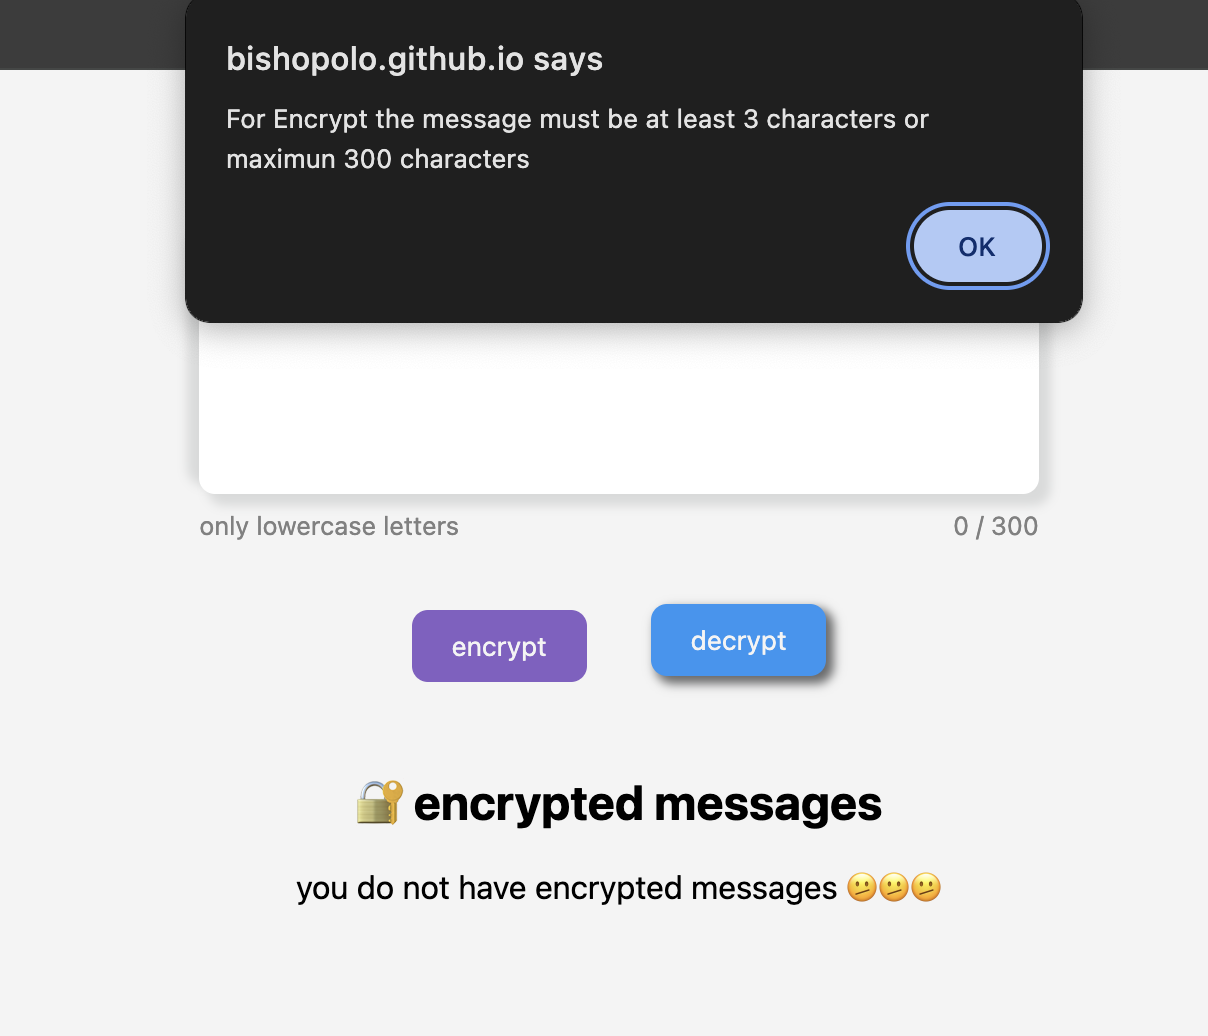 bishopolo.github.io says
For Encrypt the message must be at least 3 characters or
maximun 300 characters
OK
only lowercase letters
0 / 300
encrypt
decrypt
🔐 encrypted messages
you do not have encrypted messages 🫤🫤🫤